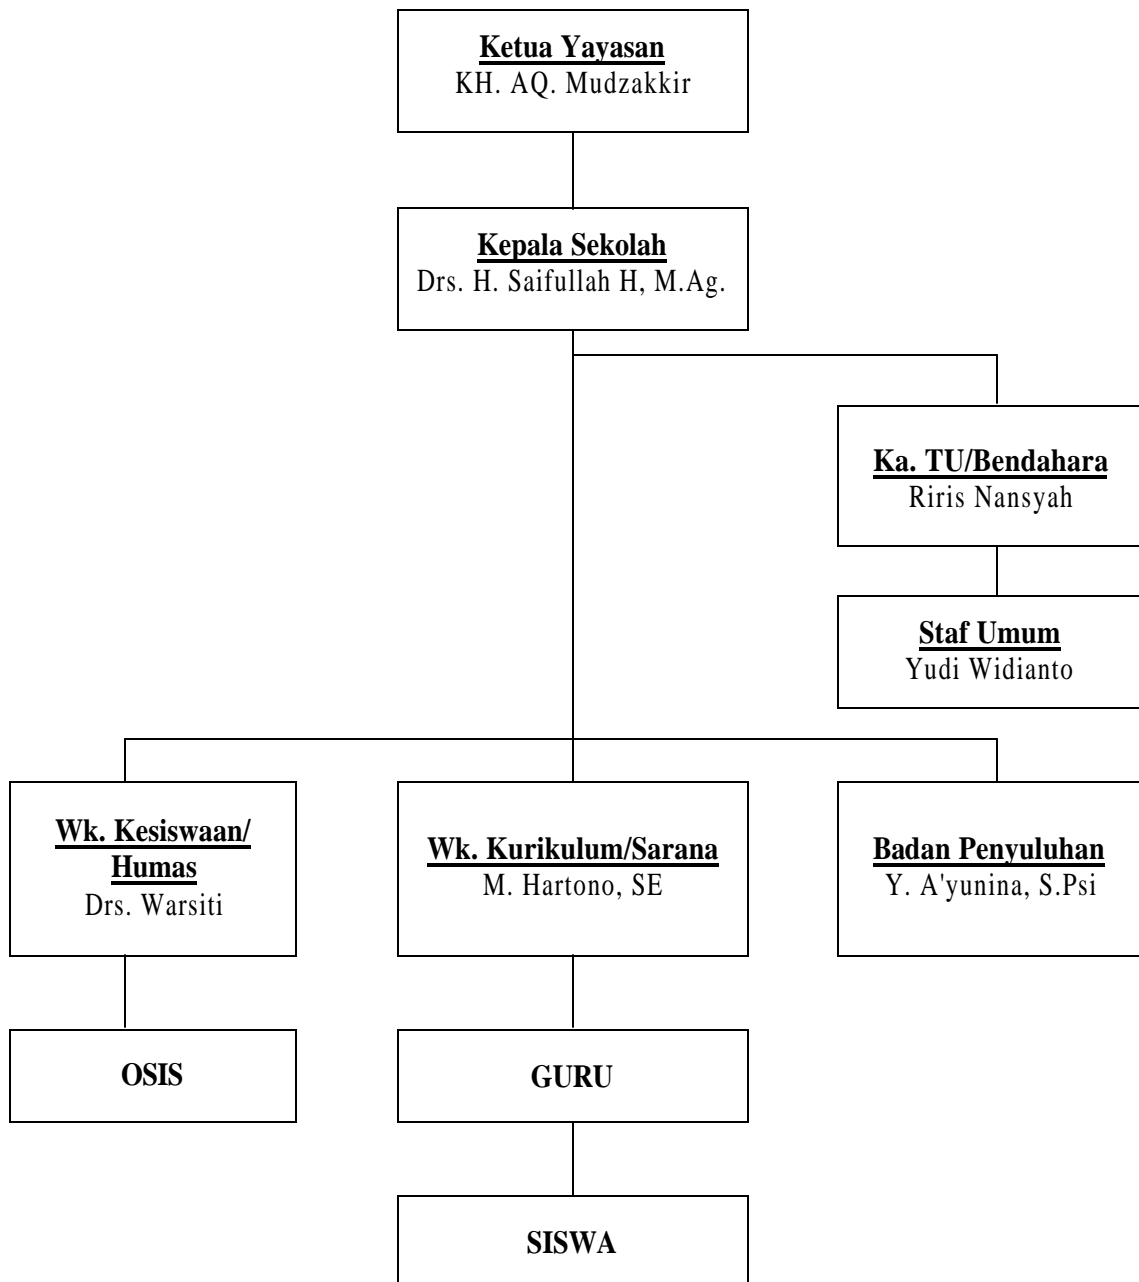 Ketua Yayasan
KH. AQ. Mudzakkir
Kepala Sekolah
Drs. H. Saifullah H, M.Ag.
Ka. TU/Bendahara
Riris Nansyah
Staf Umum
Yudi Widianto
Wk. Kesiswaan/
Humas
Drs. Warsiti
Wk. Kurikulum/Sarana
M. Hartono, SE
Badan Penyuluhan
Y. A'yunina, S.Psi
OSIS
GURU
SISWA